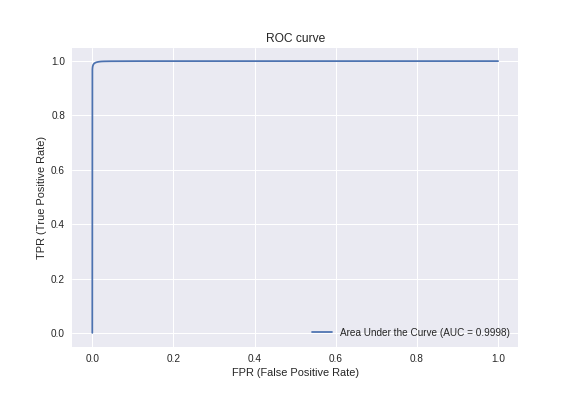 ROC curve
TPR (True Positive Rate)
1.0
0.8
0.6
0.4
0.2
0.0
Area Under the Curve (AUC = 0.9998)
0.0 0.2 0.4 0.6 0.8 1.0
FPR (False Positive Rate)